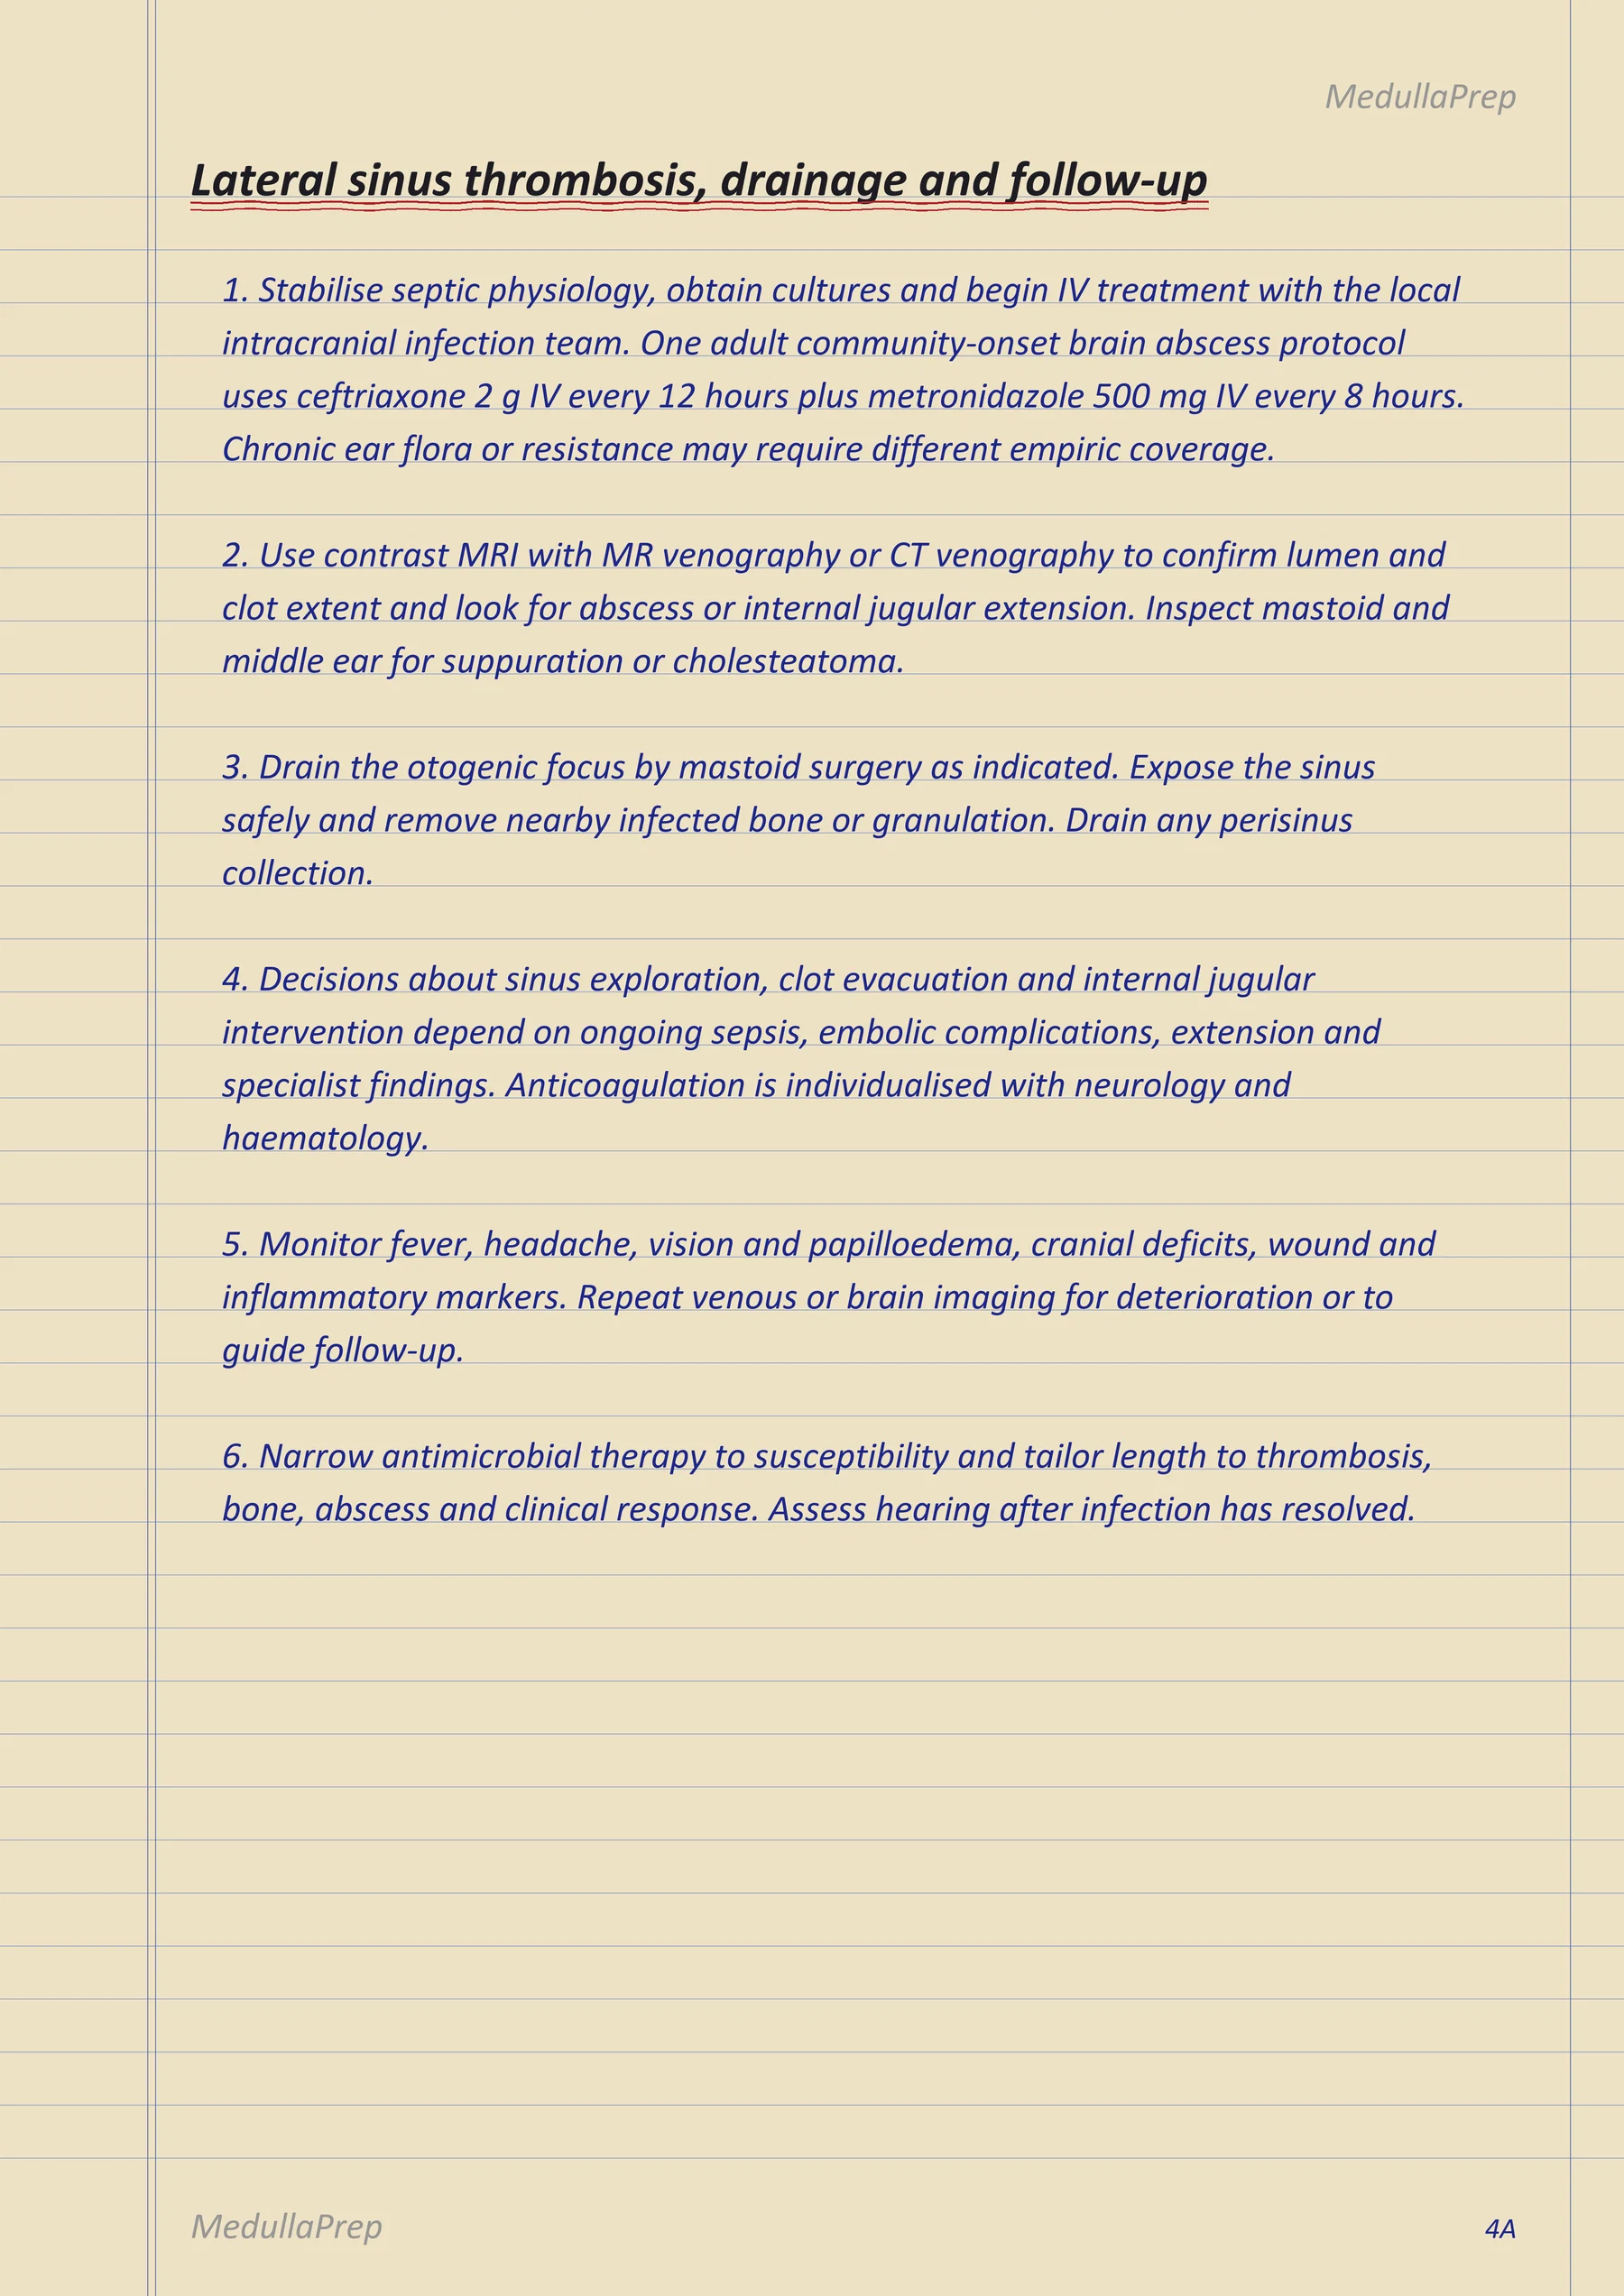 MedullaPrep
Lateral sinus thrombosis, drainage and follow-up
1. Stabilise septic physiology, obtain cultures and begin IV treatment with the local
intracranial infection team. One adult community-onset brain abscess protocol
uses ceftriaxone 2 g IV every 12 hours plus metronidazole 500 mg IV every 8 hours.
Chronic ear flora or resistance may require different empiric coverage.
2. Use contrast MRI with MR venography or CT venography to confirm lumen and
clot extent and look for abscess or internal jugular extension. Inspect mastoid and
middle ear for suppuration or cholesteatoma.
3. Drain the otogenic focus by mastoid surgery as indicated. Expose the sinus
safely and remove nearby infected bone or granulation. Drain any perisinus
collection.
4. Decisions about sinus exploration, clot evacuation and internal jugular
intervention depend on ongoing sepsis, embolic complications, extension and
specialist findings. Anticoagulation is individualised with neurology and
haematology.
5. Monitor fever, headache, vision and papilloedema, cranial deficits, wound and
inflammatory markers. Repeat venous or brain imaging for deterioration or to
guide follow-up.
6. Narrow antimicrobial therapy to susceptibility and tailor length to thrombosis,
bone, abscess and clinical response. Assess hearing after infection has resolved.
MedullaPrep
4A